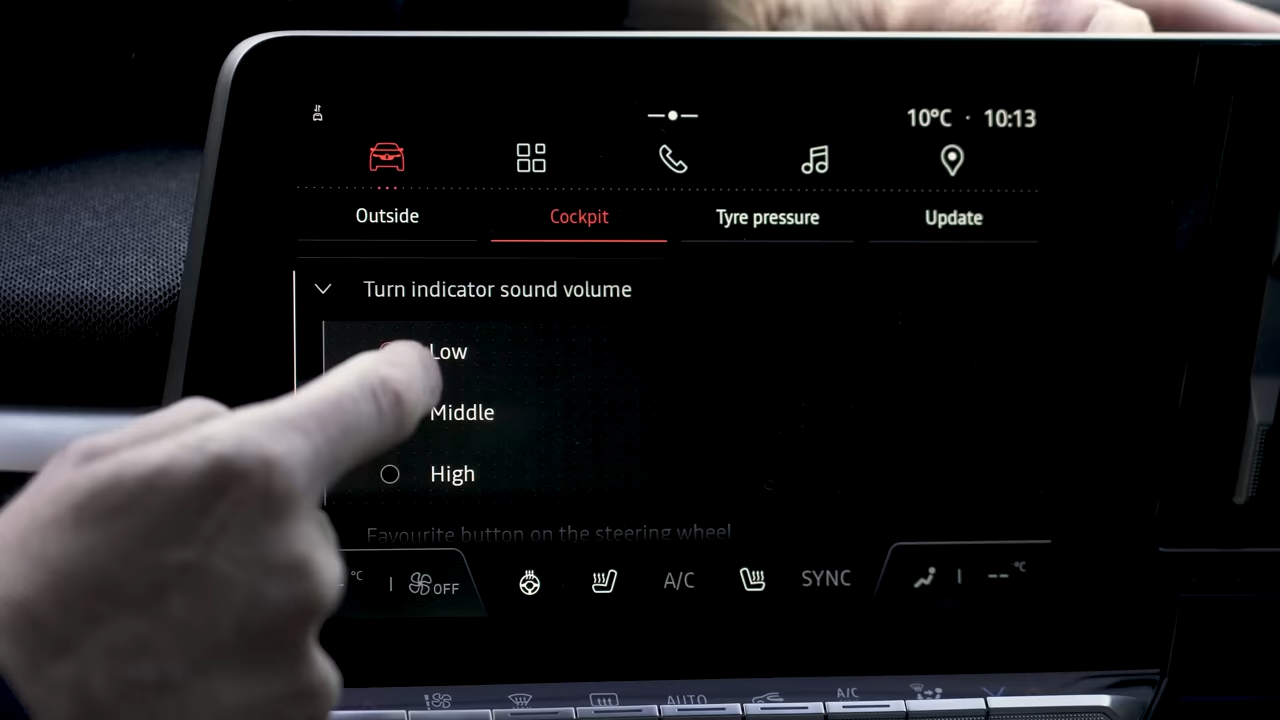 10°C · 10:13
Outside Cockpit Tyre pressure Update
Turn indicator sound volume
Low
Middle
High
Favourite button on the steering wheel
°C OFF A/C SYNC -- °C
AUTO A/C